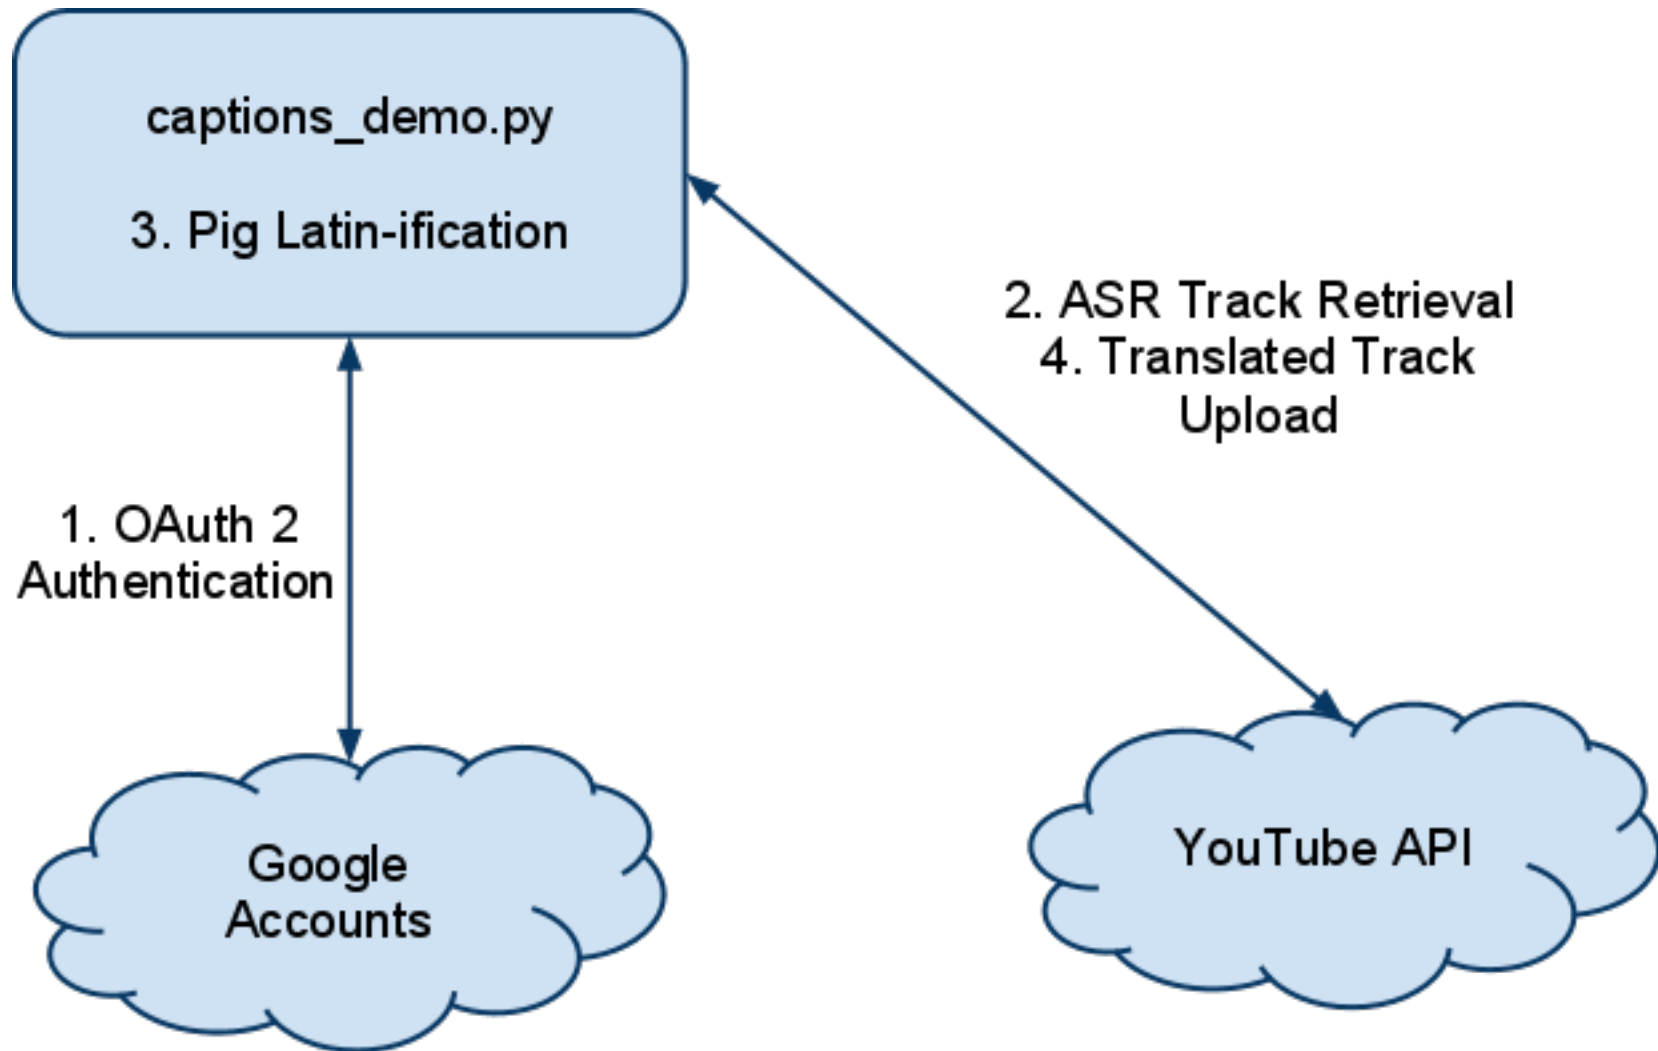 captions_demo.py
3. Pig Latin-ification
2. ASR Track Retrieval
4. Translated Track
Upload
1. OAuth 2
Authentication
Google
Accounts
YouTube API